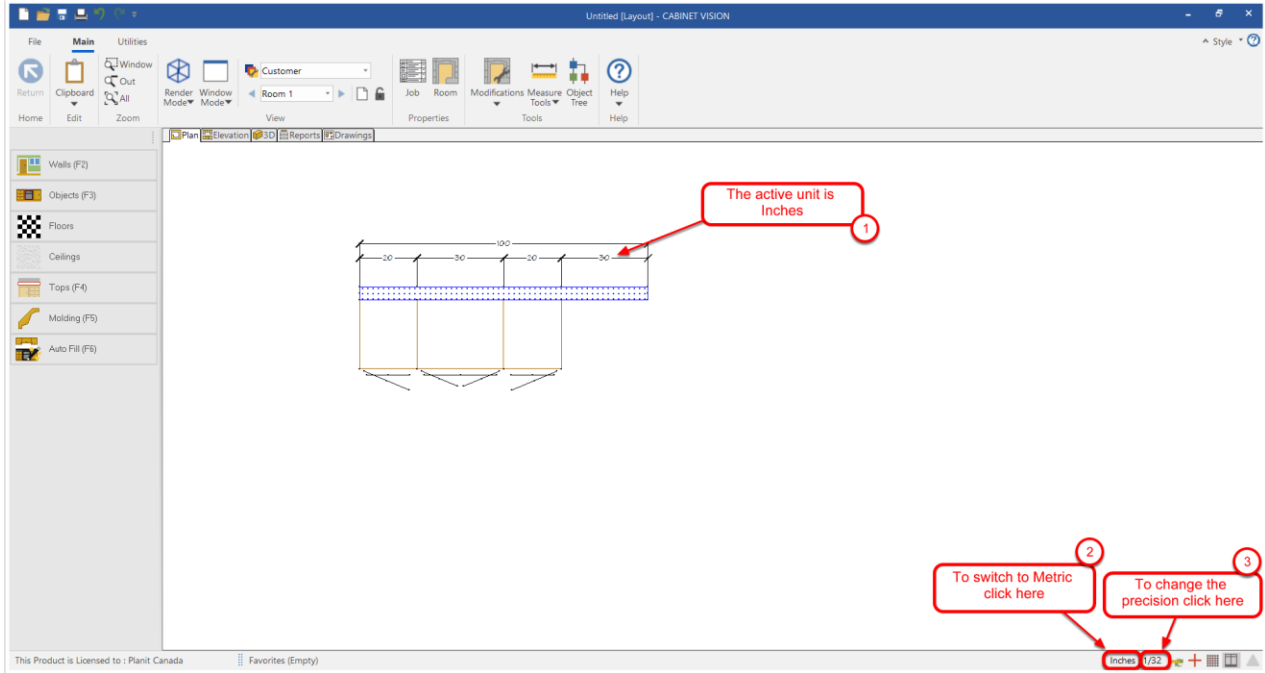 Untitled [Layout] - CABINET VISION
File Main Utilities
Style
Window
Out
All
Return
Clipboard
Render Mode
Window Mode
Customer
Room 1
Job
Room
Modifications
Measure Tools
Object Tree
Help
Home Edit Zoom View Properties Tools Help
Plan Elevation 3D Reports Drawings
Walls (F2)
Objects (F3)
Floors
Ceilings
Tops (F4)
Molding (F5)
Auto Fill (F6)
The active unit is
Inches
1
100
20 30 20 30
2
To switch to Metric
click here
3
To change the
precision click here
This Product is Licensed to : Planit Canada Favorites (Empty) Inches 1/32